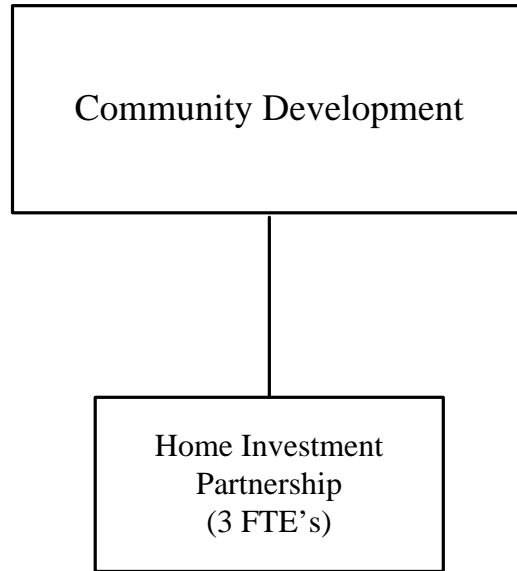 Community Development
Home Investment
Partnership
(3 FTE’s)